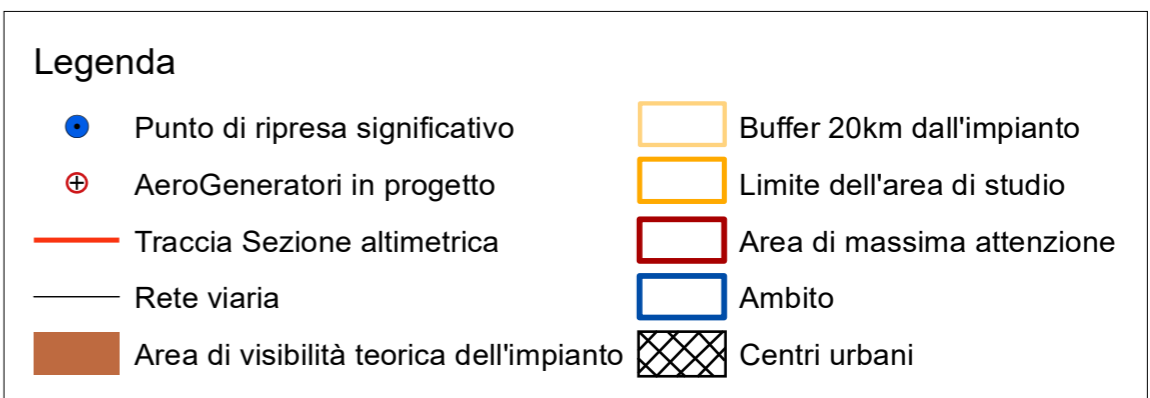 Legenda
Punto di ripresa significativo
AeroGeneratori in progetto
Traccia Sezione altimetrica
Rete viaria
Area di visibilità teorica dell'impianto
Buffer 20km dall'impianto
Limite dell'area di studio
Area di massima attenzione
Ambito
Centri urbani